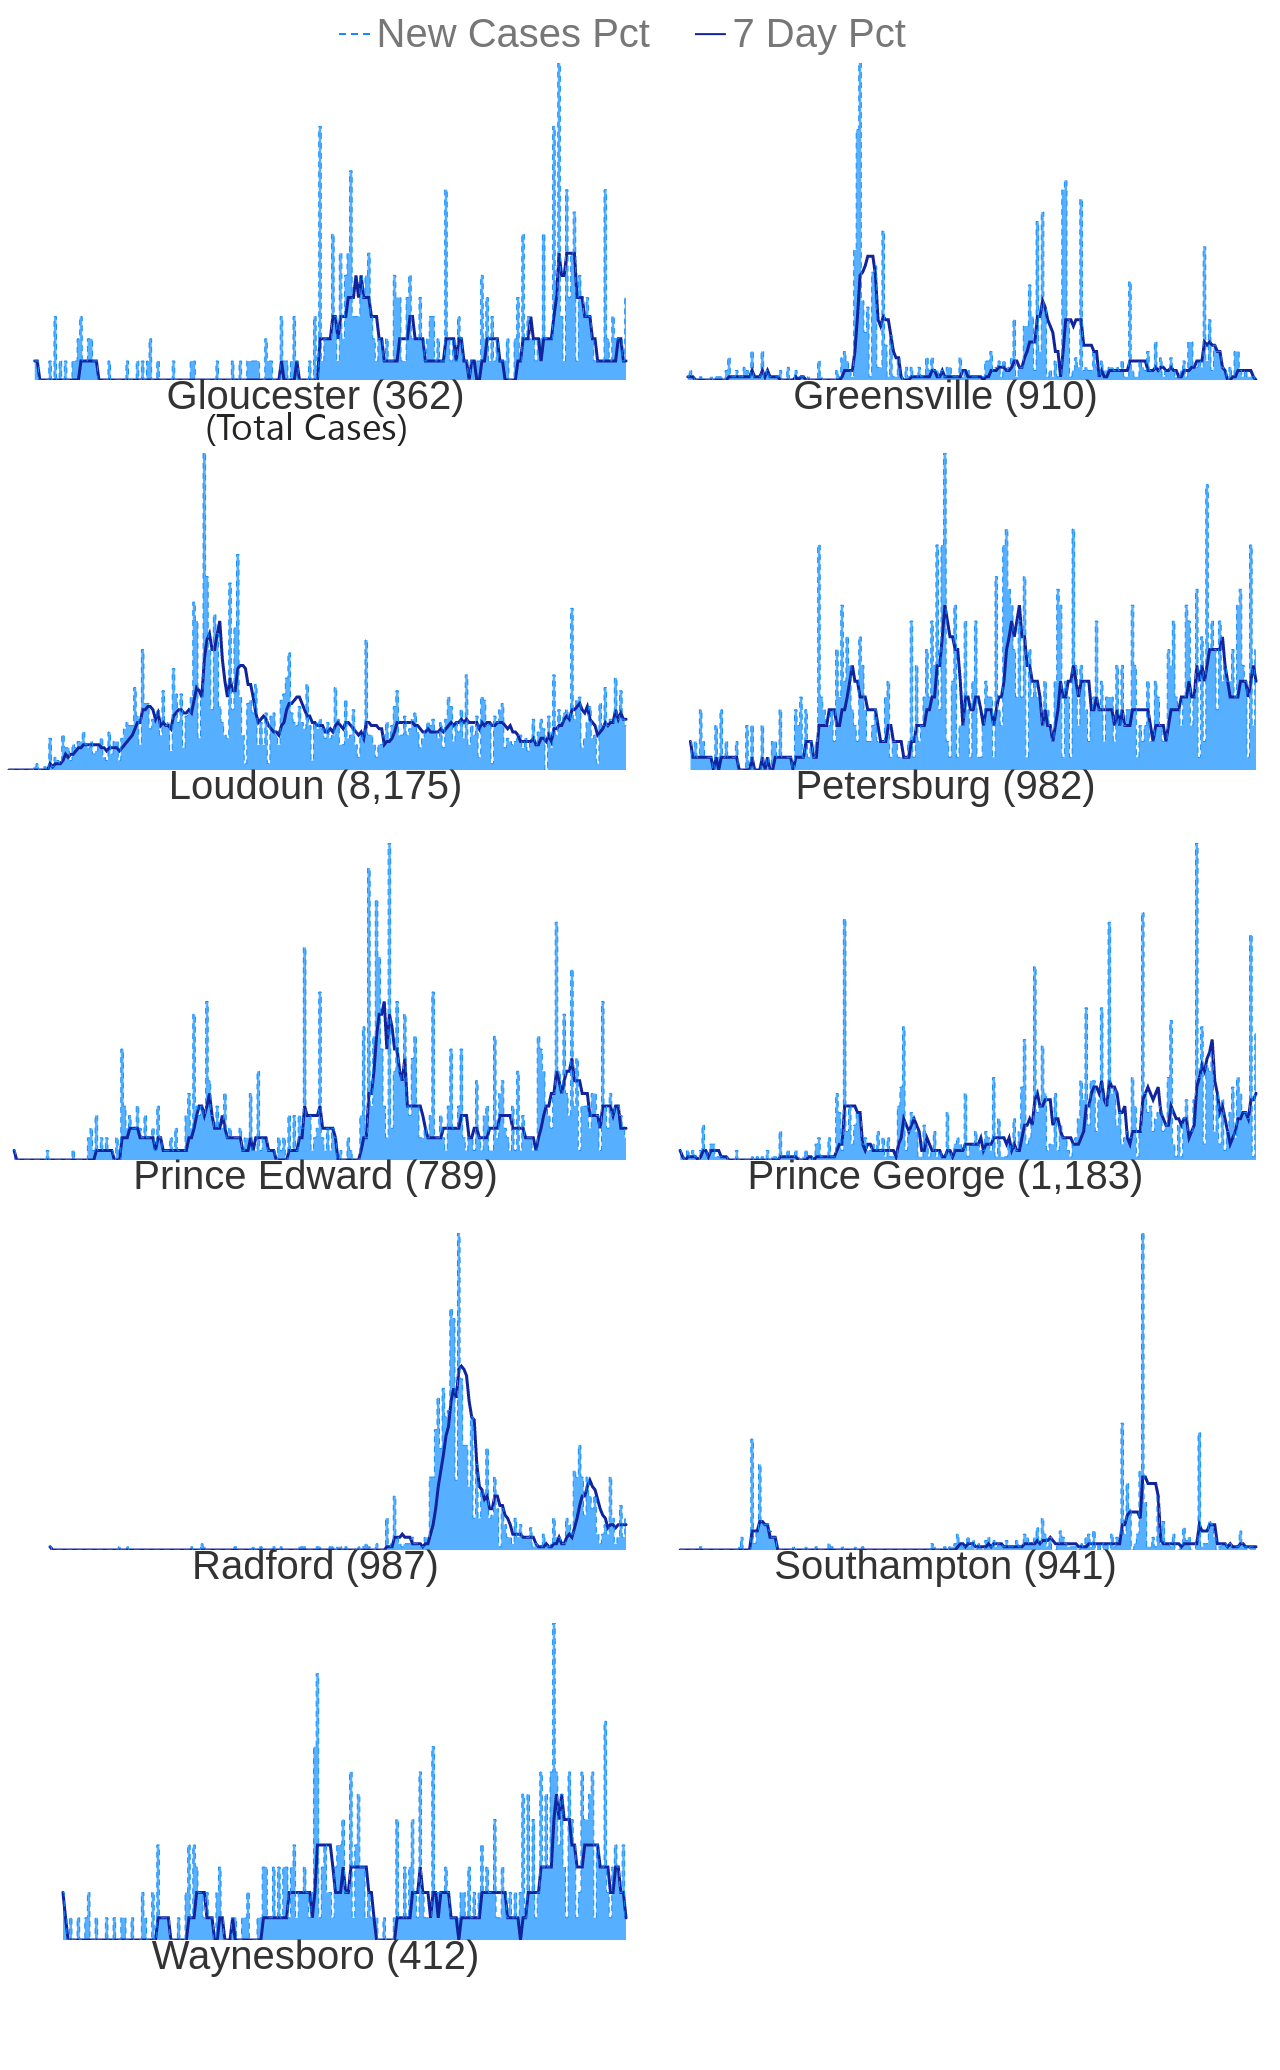 New Cases Pct 7 Day Pct
Gloucester (362) Greensville (910)
(Total Cases)
Loudoun (8,175) Petersburg (982)
Prince Edward (789) Prince George (1,183)
Radford (987) Southampton (941)
Waynesboro (412)